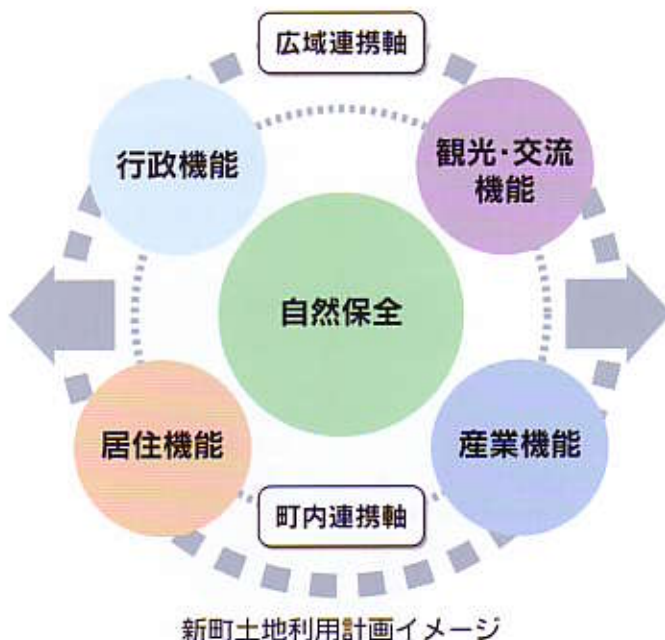 広域連携軸
行政機能
観光・交流
機能
自然保全
居住機能
産業機能
町内連携軸
新町土地利用計画イメージ